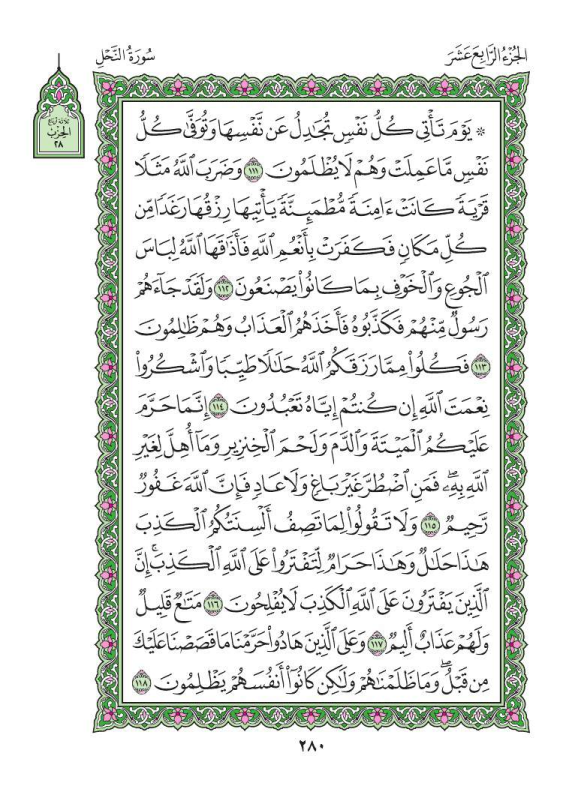 الجُزْءُ الرَّابِعَ عَشَرَ
سُورَةُ النَّحْلِ
ثلاثة أرباع
الحزب
٢٨
۞ يَوْمَ تَأْتِي كُلُّ نَفْسٍ تُجَٰدِلُ عَن نَّفْسِهَا وَتُوَفَّىٰ كُلُّ
نَفْسٍ مَّا عَمِلَتْ وَهُمْ لَا يُظْلَمُونَ ١١١ وَضَرَبَ ٱللَّهُ مَثَلًا
قَرْيَةً كَانَتْ ءَامِنَةً مُّطْمَئِنَّةً يَأْتِيهَا رِزْقُهَا رَغَدًا مِّن
كُلِّ مَكَانٍ فَكَفَرَتْ بِأَنْعُمِ ٱللَّهِ فَأَذَٰقَهَا ٱللَّهُ لِبَاسَ
ٱلْجُوعِ وَٱلْخَوْفِ بِمَا كَانُوا۟ يَصْنَعُونَ ١١٢ وَلَقَدْ جَآءَهُمْ
رَسُولٌ مِّنْهُمْ فَكَذَّبُوهُ فَأَخَذَهُمُ ٱلْعَذَابُ وَهُمْ ظَٰلِمُونَ
١١٣ فَكُلُوا۟ مِمَّا رَزَقَكُمُ ٱللَّهُ حَلَٰلًا طَيِّبًا وَٱشْكُرُوا۟
نِعْمَتَ ٱللَّهِ إِن كُنتُمْ إِيَّاهُ تَعْبُدُونَ ١١٤ إِنَّمَا حَرَّمَ
عَلَيْكُمُ ٱلْمَيْتَةَ وَٱلدَّمَ وَلَحْمَ ٱلْخِنزِيرِ وَمَآ أُهِلَّ لِغَيْرِ
ٱللَّهِ بِهِۦ ۖ فَمَنِ ٱضْطُرَّ غَيْرَ بَاغٍ وَلَا عَادٍ فَإِنَّ ٱللَّهَ غَفُورٌ
رَّحِيمٌ ١١٥ وَلَا تَقُولُوا۟ لِمَا تَصِفُ أَلْسِنَتُكُمُ ٱلْكَذِبَ
هَٰذَا حَلَٰلٌ وَهَٰذَا حَرَامٌ لِّتَفْتَرُوا۟ عَلَى ٱللَّهِ ٱلْكَذِبَ ۚ إِنَّ
ٱلَّذِينَ يَفْتَرُونَ عَلَى ٱللَّهِ ٱلْكَذِبَ لَا يُفْلِحُونَ ١١٦ مَتَٰعٌ قَلِيلٌ
وَلَهُمْ عَذَابٌ أَلِيمٌ ١١٧ وَعَلَى ٱلَّذِينَ هَادُوا۟ حَرَّمْنَا مَا قَصَصْنَا عَلَيْكَ
مِن قَبْلُ ۖ وَمَا ظَلَمْنَٰهُمْ وَلَٰكِن كَانُوٓا۟ أَنفُسَهُمْ يَظْلِمُونَ ١١٨
٢٨٠